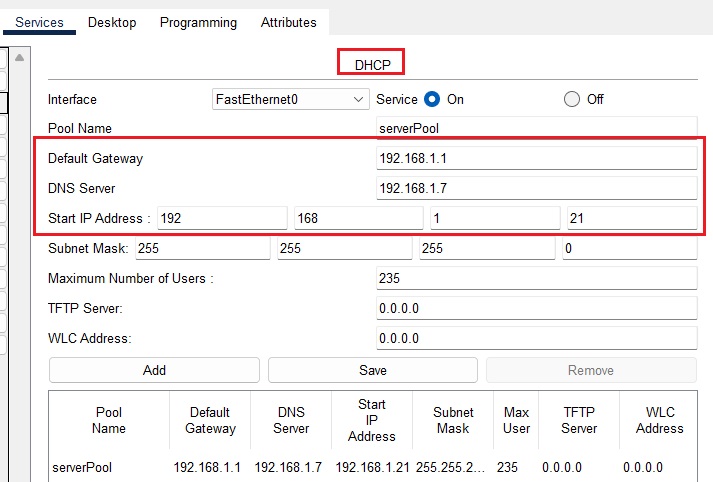 Services Desktop Programming Attributes
DHCP
Interface FastEthernet0 Service On Off
Pool Name serverPool
Default Gateway 192.168.1.1
DNS Server 192.168.1.7
Start IP Address : 192 168 1 21
Subnet Mask: 255 255 255 0
Maximum Number of Users : 235
TFTP Server: 0.0.0.0
WLC Address: 0.0.0.0
Add Save Remove
Pool Name Default Gateway DNS Server Start IP Address Subnet Mask Max User TFTP Server WLC Address
serverPool 192.168.1.1 192.168.1.7 192.168.1.21 255.255.2... 235 0.0.0.0 0.0.0.0